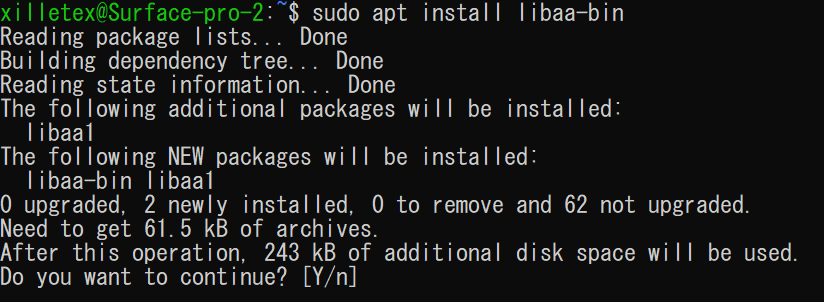 xilletex@Surface-pro-2:~$ sudo apt install libaa-bin
Reading package lists... Done
Building dependency tree... Done
Reading state information... Done
The following additional packages will be installed:
  libaa1
The following NEW packages will be installed:
  libaa-bin libaa1
0 upgraded, 2 newly installed, 0 to remove and 62 not upgraded.
Need to get 61.5 kB of archives.
After this operation, 243 kB of additional disk space will be used.
Do you want to continue? [Y/n]